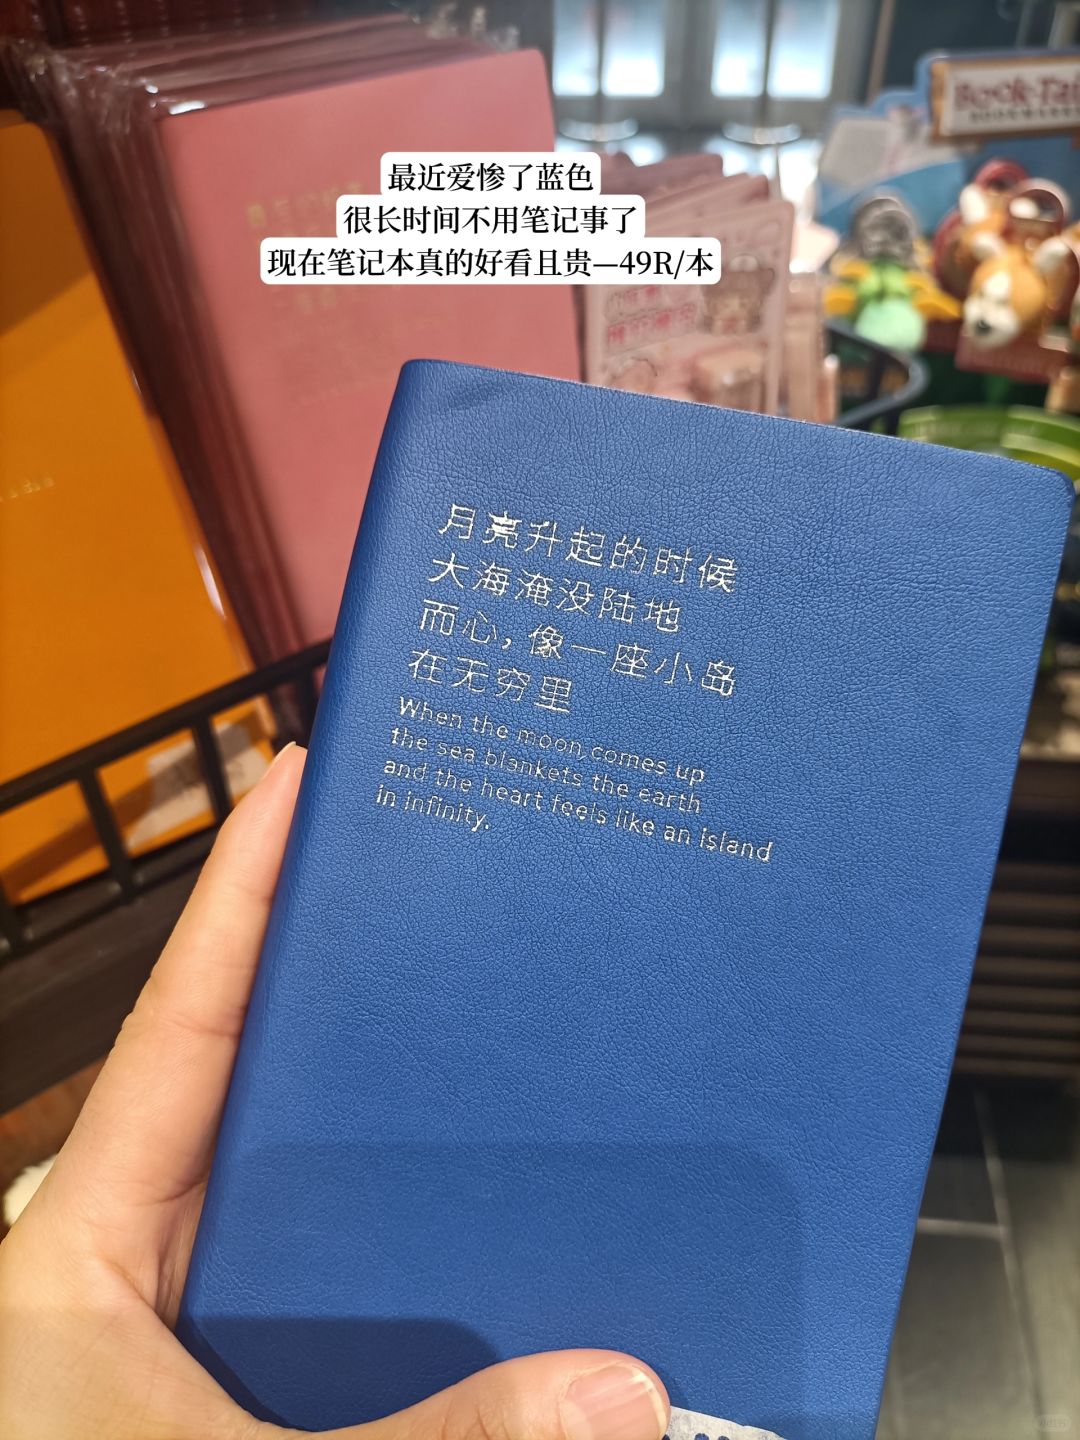 最近爱惨了蓝色
很长时间不用笔记事了
现在笔记本真的好看且贵—49R/本
月亮升起的时候
大海淹没陆地
而心，像一座小岛
在无穷里
When the moon comes up
the sea blankets the earth
and the heart feels like an island
in infinity.